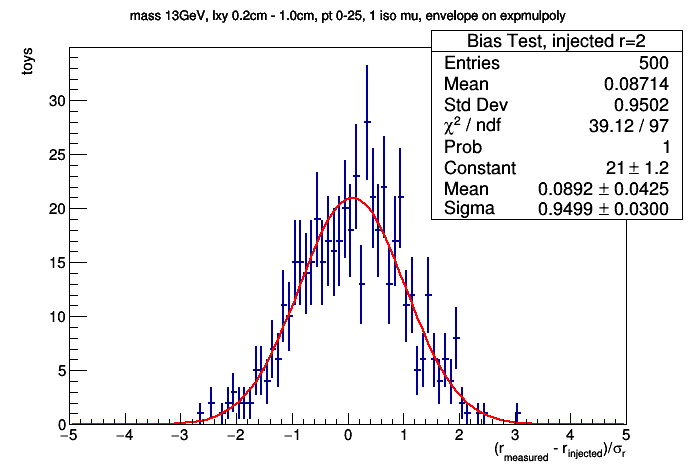 mass 13GeV, lxy 0.2cm - 1.0cm, pt 0-25, 1 iso mu, envelope on expmulpoly
Bias Test, injected r=2
Entries 500
Mean 0.08714
Std Dev 0.9502
χ² / ndf 39.12 / 97
Prob 1
Constant 21 ± 1.2
Mean 0.0892 ± 0.0425
Sigma 0.9499 ± 0.0300
toys
30
25
20
15
10
5
0
−5 −4 −3 −2 −1 0 1 2 3 4 5
(r_measured - r_injected)/σ_r